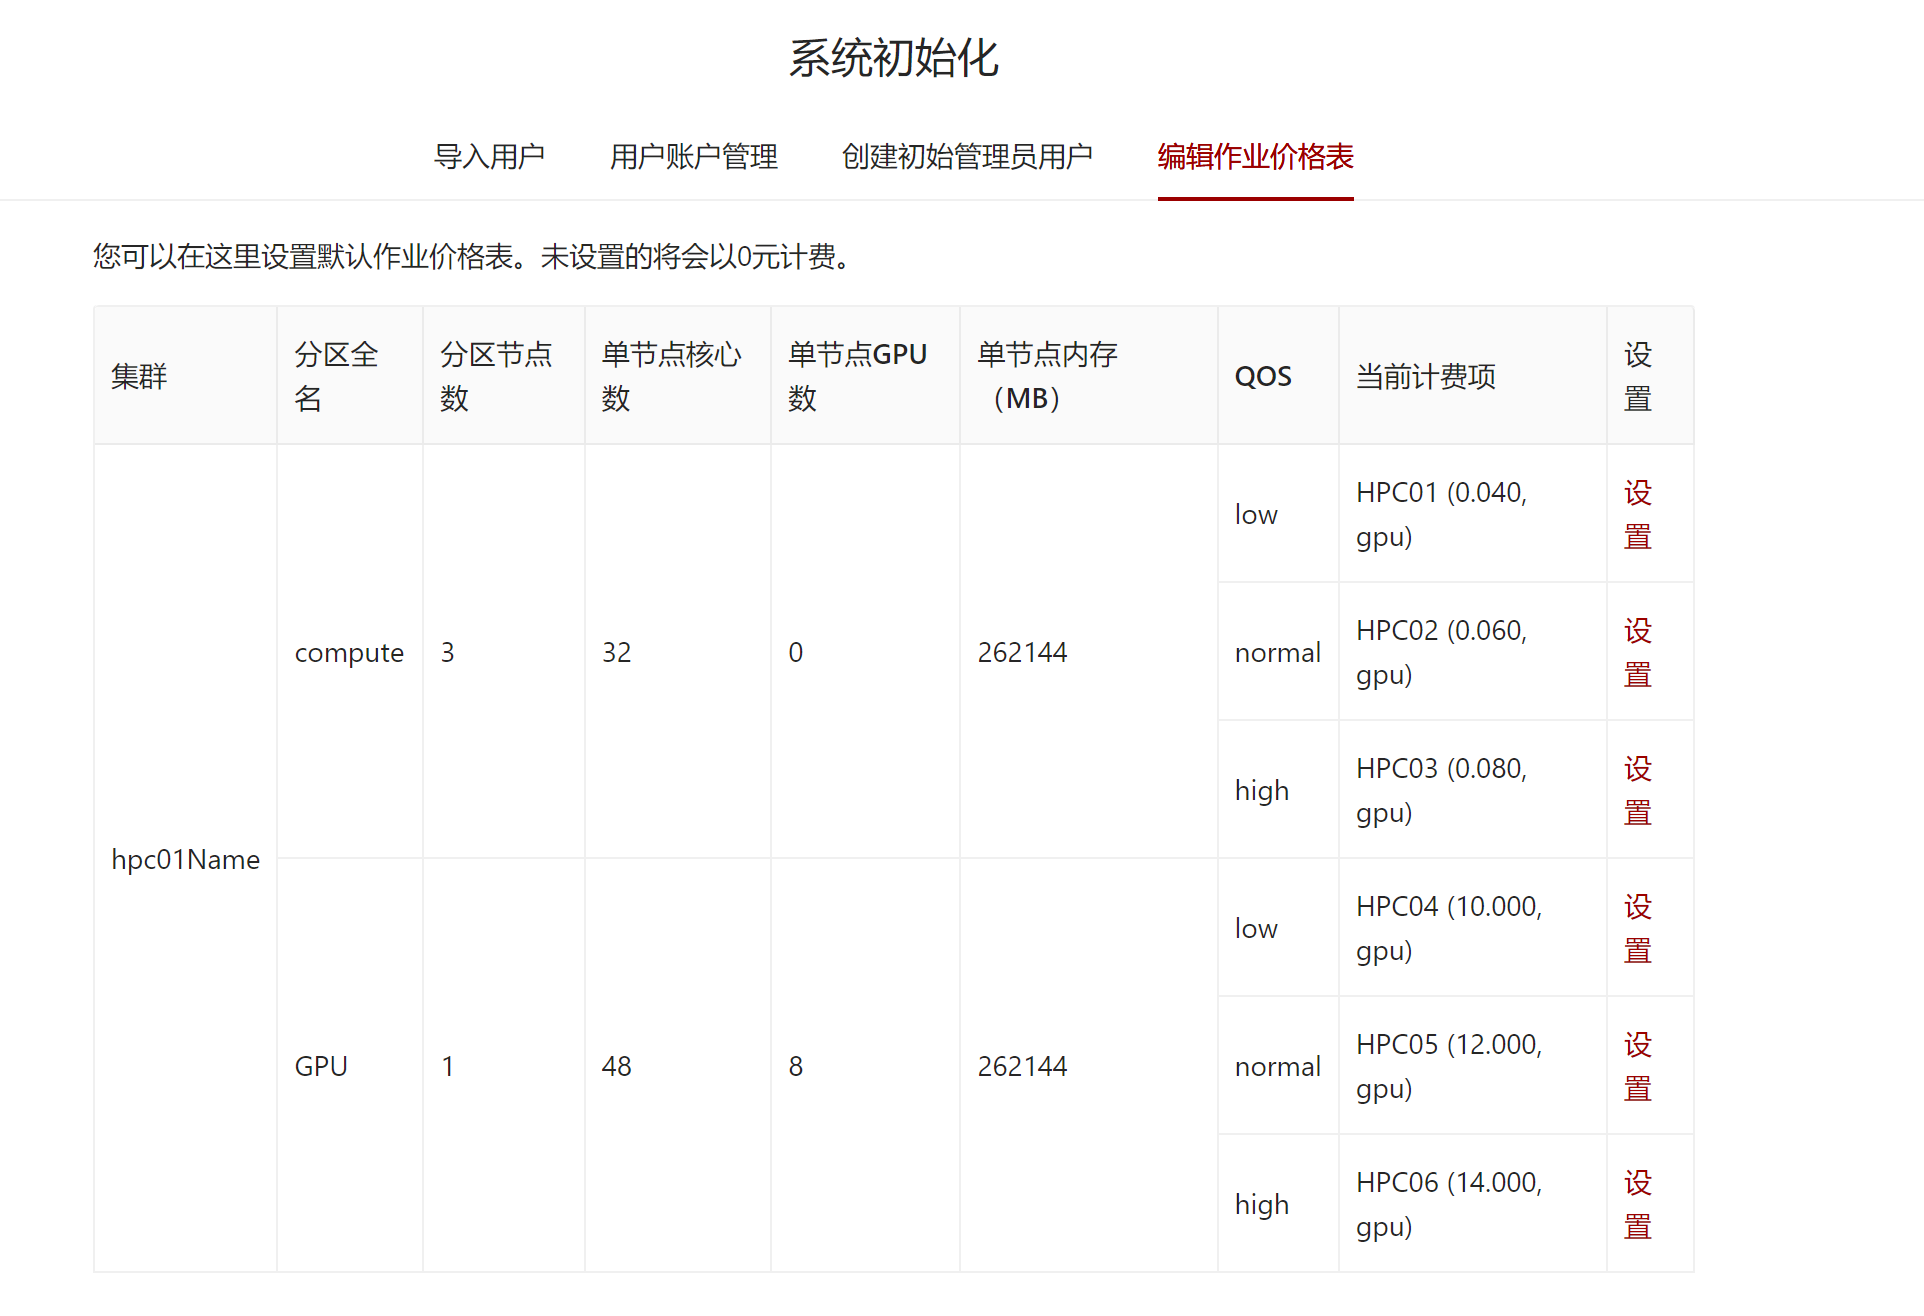 系统初始化
导入用户 用户账户管理 创建初始管理员用户 编辑作业价格表
您可以在这里设置默认作业价格表。未设置的将会以0元计费。
集群 分区全名 分区节点数 单节点核心数 单节点GPU数 单节点内存（MB） QOS 当前计费项 设置
hpc01Name compute 3 32 0 262144 low HPC01 (0.040, gpu) 设置
normal HPC02 (0.060, gpu) 设置
high HPC03 (0.080, gpu) 设置
GPU 1 48 8 262144 low HPC04 (10.000, gpu) 设置
normal HPC05 (12.000, gpu) 设置
high HPC06 (14.000, gpu) 设置